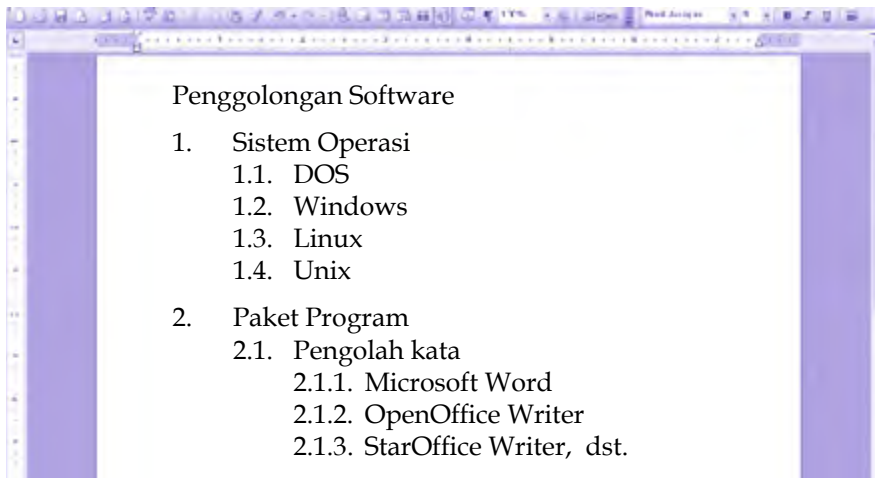 Penggolongan Software
1. Sistem Operasi
1.1. DOS
1.2. Windows
1.3. Linux
1.4. Unix
2. Paket Program
2.1. Pengolah kata
2.1.1. Microsoft Word
2.1.2. OpenOffice Writer
2.1.3. StarOffice Writer, dst.